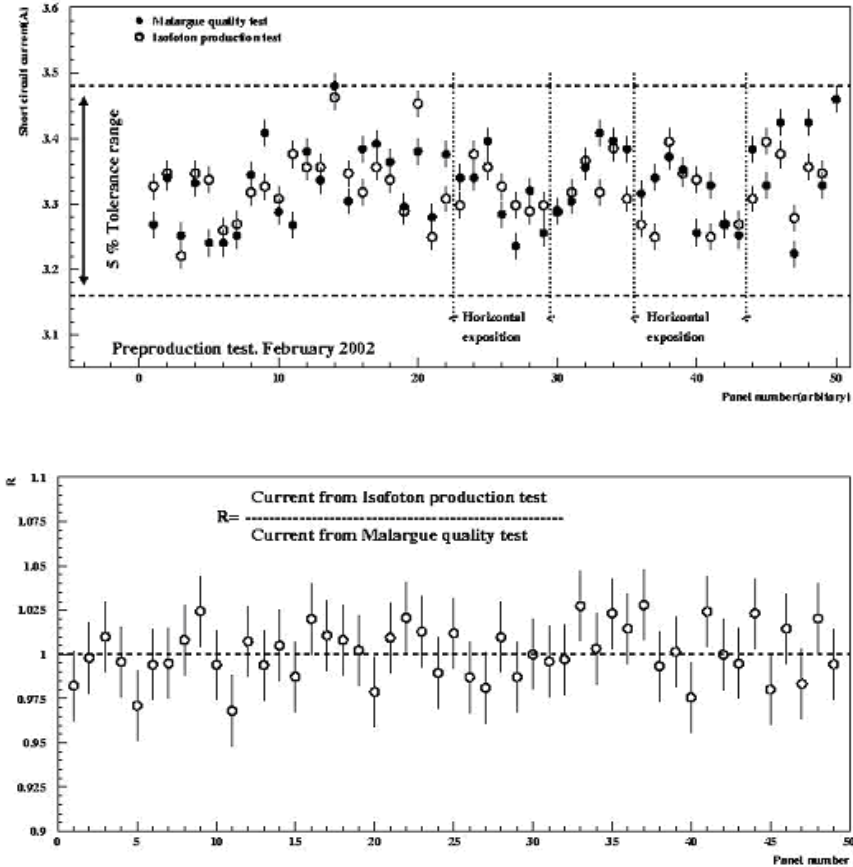 Short circuit current(A)
3.6
3.5
3.4
3.3
3.2
3.1
Malargue quality test
Isofoton production test
5 % Tolerance range
Horizontal
exposition
Horizontal
exposition
Preproduction test. February 2002
0
10
20
30
40
50
Panel number(arbitary)
R
1.1
1.075
1.05
1.025
1
0.975
0.95
0.925
0.9
Current from Isofoton production test
R=
Current from Malargue quality test
0
5
10
15
20
25
30
35
40
45
50
Panel number